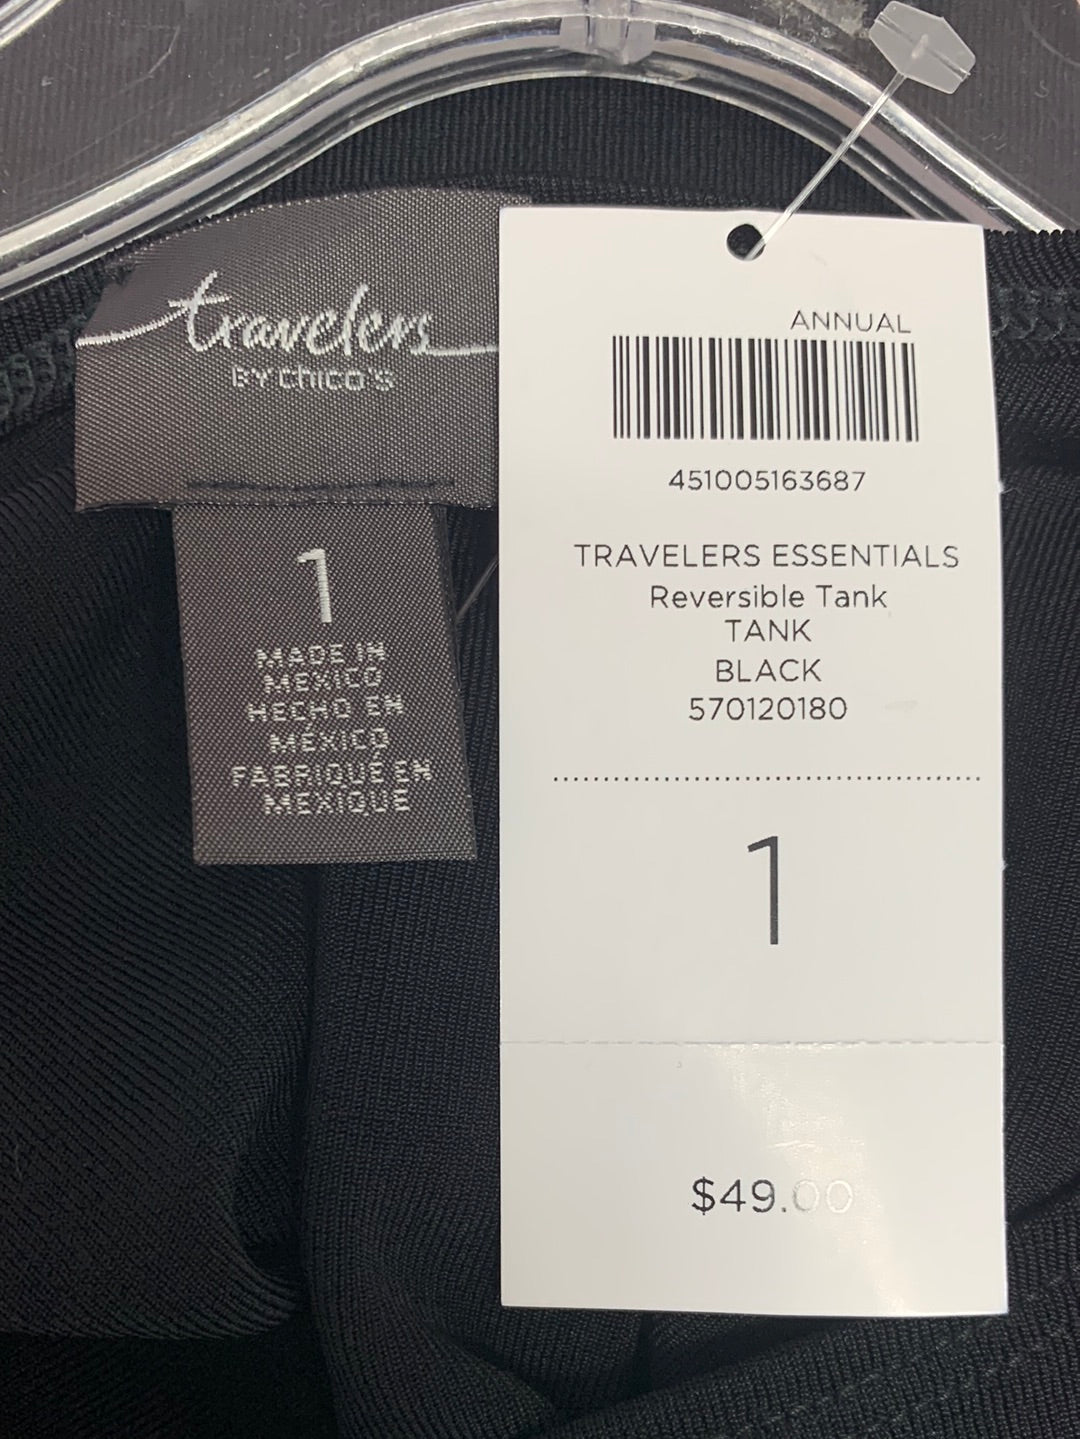 travelers
BY CHICO'S
1
MADE IN
MEXICO
HECHO EN
MÉXICO
FABRIQUÉ EN
MEXIQUE
ANNUAL
451005163687
TRAVELERS ESSENTIALS
Reversible Tank
TANK
BLACK
570120180
1
$49.00